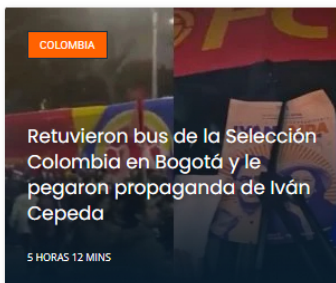 COLOMBIA
Retuvieron bus de la Selección
Colombia en Bogotá y le
pegaron propaganda de Iván
Cepeda
5 HORAS 12 MINS